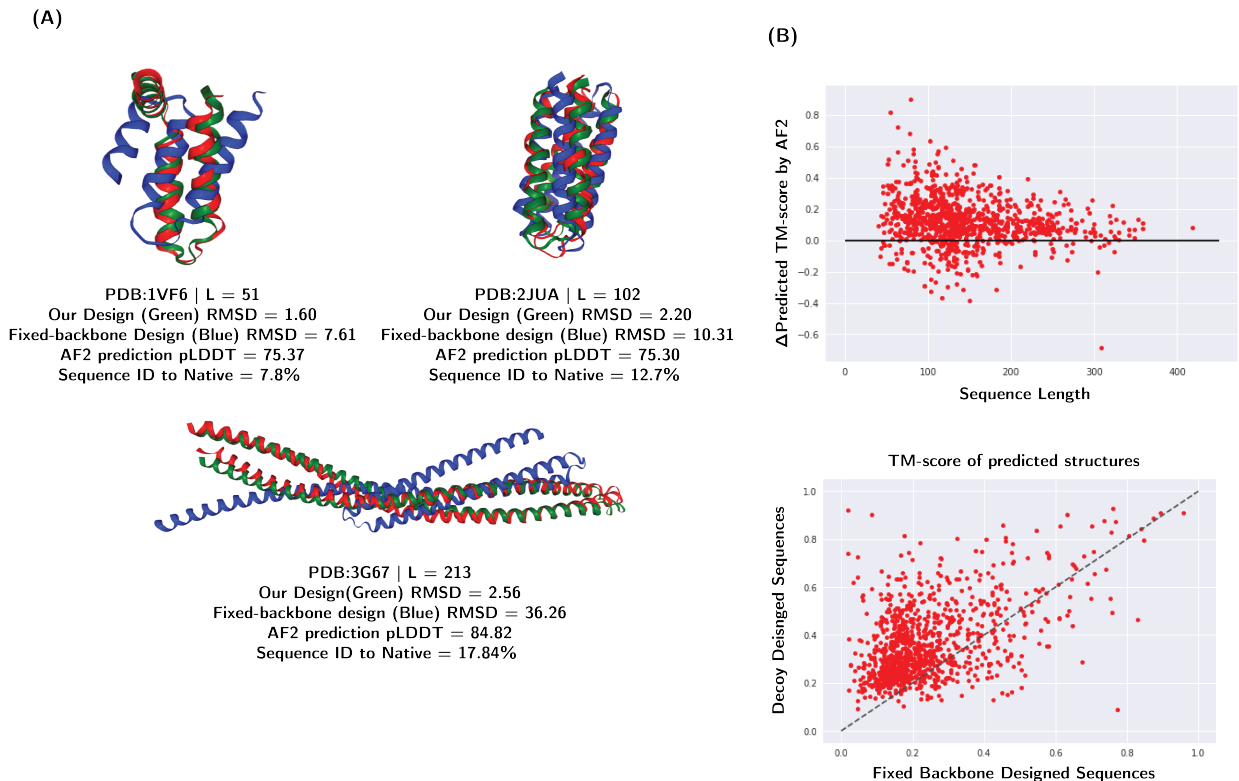 (A)
PDB:1VF6 | L = 51
Our Design (Green) RMSD = 1.60
Fixed-backbone Design (Blue) RMSD = 7.61
AF2 prediction pLDDT = 75.37
Sequence ID to Native = 7.8%
PDB:2JUA | L = 102
Our Design (Green) RMSD = 2.20
Fixed-backbone design (Blue) RMSD = 10.31
AF2 prediction pLDDT = 75.30
Sequence ID to Native = 12.7%
PDB:3G67 | L = 213
Our Design(Green) RMSD = 2.56
Fixed-backbone design (Blue) RMSD = 36.26
AF2 prediction pLDDT = 84.82
Sequence ID to Native = 17.84%
(B)
ΔPredicted TM-score by AF2
0.8
0.6
0.4
0.2
0.0
−0.2
−0.4
−0.6
0 100 200 300 400
Sequence Length
TM-score of predicted structures
Decoy Deisnged Sequences
1.0
0.8
0.6
0.4
0.2
0.0
0.0 0.2 0.4 0.6 0.8 1.0
Fixed Backbone Designed Sequences